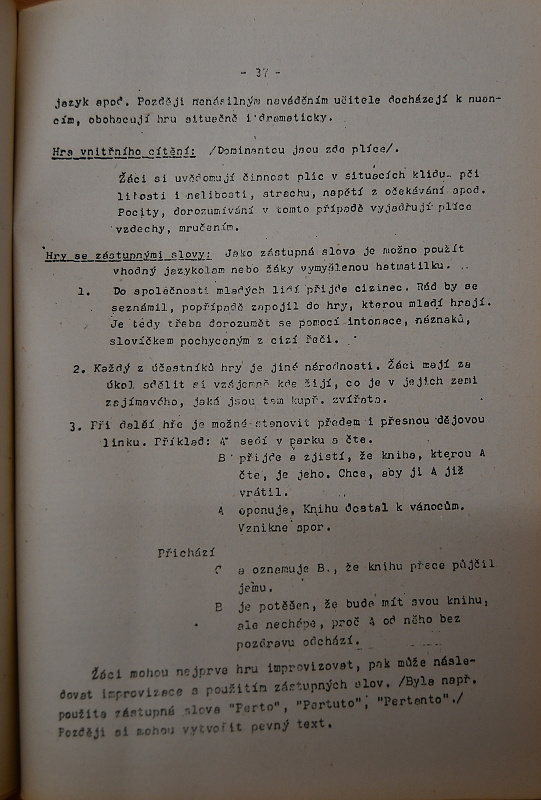 - 37 -
jazyk apod. Později nenásilným naváděním učitele docházejí k nuan-
cím, obohacují hru situačně i dramaticky.
Hra vnitřního cítění: /Dominantou jsou zde plíce/.
Žáci si uvědomují činnost plic v situacích klidu, při
libosti i nelibosti, strachu, napětí z očekávání apod.
Pocity, dorozumívání v tomto případě vyjadřují plíce
vzdechy, mručením.
Hry se zástupnými slovy: Jako zástupná slova je možno použít
vhodný jazykolam nebo žáky vymyšlenou hatmatilku.
1. Do společnosti mladých lidí přijde cizinec. Rád by se
seznámil, popřípadě zapojil do hry, kterou mladí hrají.
Je tedy třeba dorozumět se pomocí intonace, náznaků,
slovíčkem pochyceným z cizí řeči.
2. Každý z účastníků hry je jiné národnosti. Žáci mají za
úkol sdělit si vzájemně kde žijí, co je v jejich zemi
zajímavého, jaká jsou tam kupř. zvířata.
3. Při další hře je možné stanovit předem i přesnou dějovou
linku. Příklad: A sedí v parku a čte.
B přijde a zjistí, že kniha, kterou A
čte, je jeho. Chce, aby ji A již
vrátil.
A oponuje, Knihu dostal k vánocům.
Vznikne spor.
Přichází
C a oznamuje B., že knihu přece půjčil
jemu.
B je potěšen, že bude mít svou knihu,
ale nechápe, proč A od něho bez
pozdravu odchází.
Žáci mohou nejprve hru improvizovat, pak může násle-
dovat improvizace s použitím zástupných slov. /Byla např.
použita zástupná slova "Perto", "Partuto", "Pertanto"./
Později si mohou vytvořit pevný text.